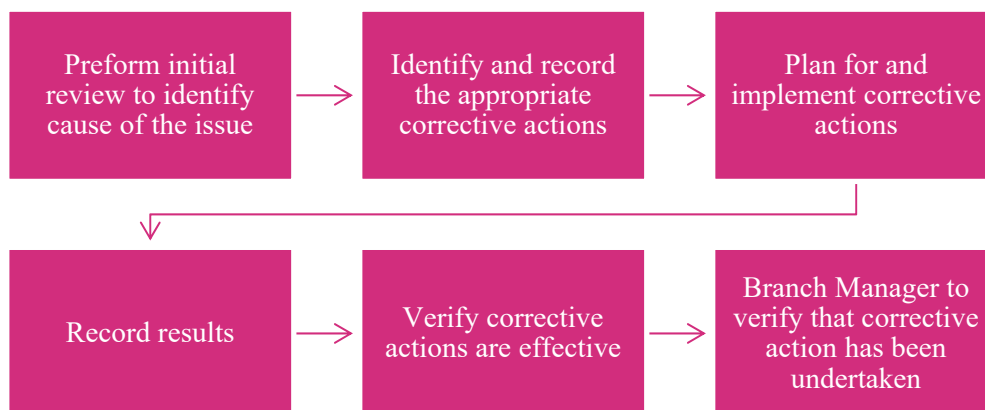 Preform initial
review to identify
cause of the issue
Identify and record
the appropriate
corrective actions
Plan for and
implement corrective
actions
Record results
Verify corrective
actions are effective
Branch Manager to
verify that corrective
action has been
undertaken